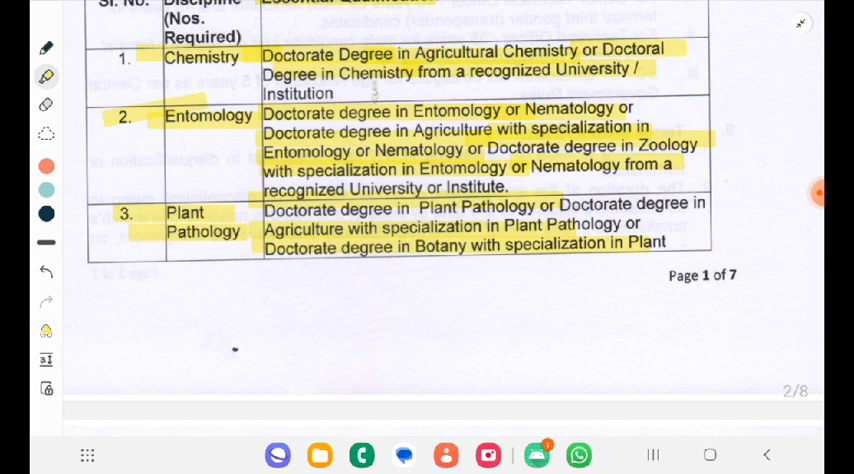 Sl. No. Discipline Essential
(Nos.
Required)
1. Chemistry Doctorate Degree in Agricultural Chemistry or Doctoral
Degree in Chemistry from a recognized University /
Institution
2. Entomology Doctorate degree in Entomology or Nematology or
Doctorate degree in Agriculture with specialization in
Entomology or Nematology or Doctorate degree in Zoology
with specialization in Entomology or Nematology from a
recognized University or Institute.
3. Plant Doctorate degree in Plant Pathology or Doctorate degree in
Pathology Agriculture with specialization in Plant Pathology or
Doctorate degree in Botany with specialization in Plant
Page 1 of 7
2/8